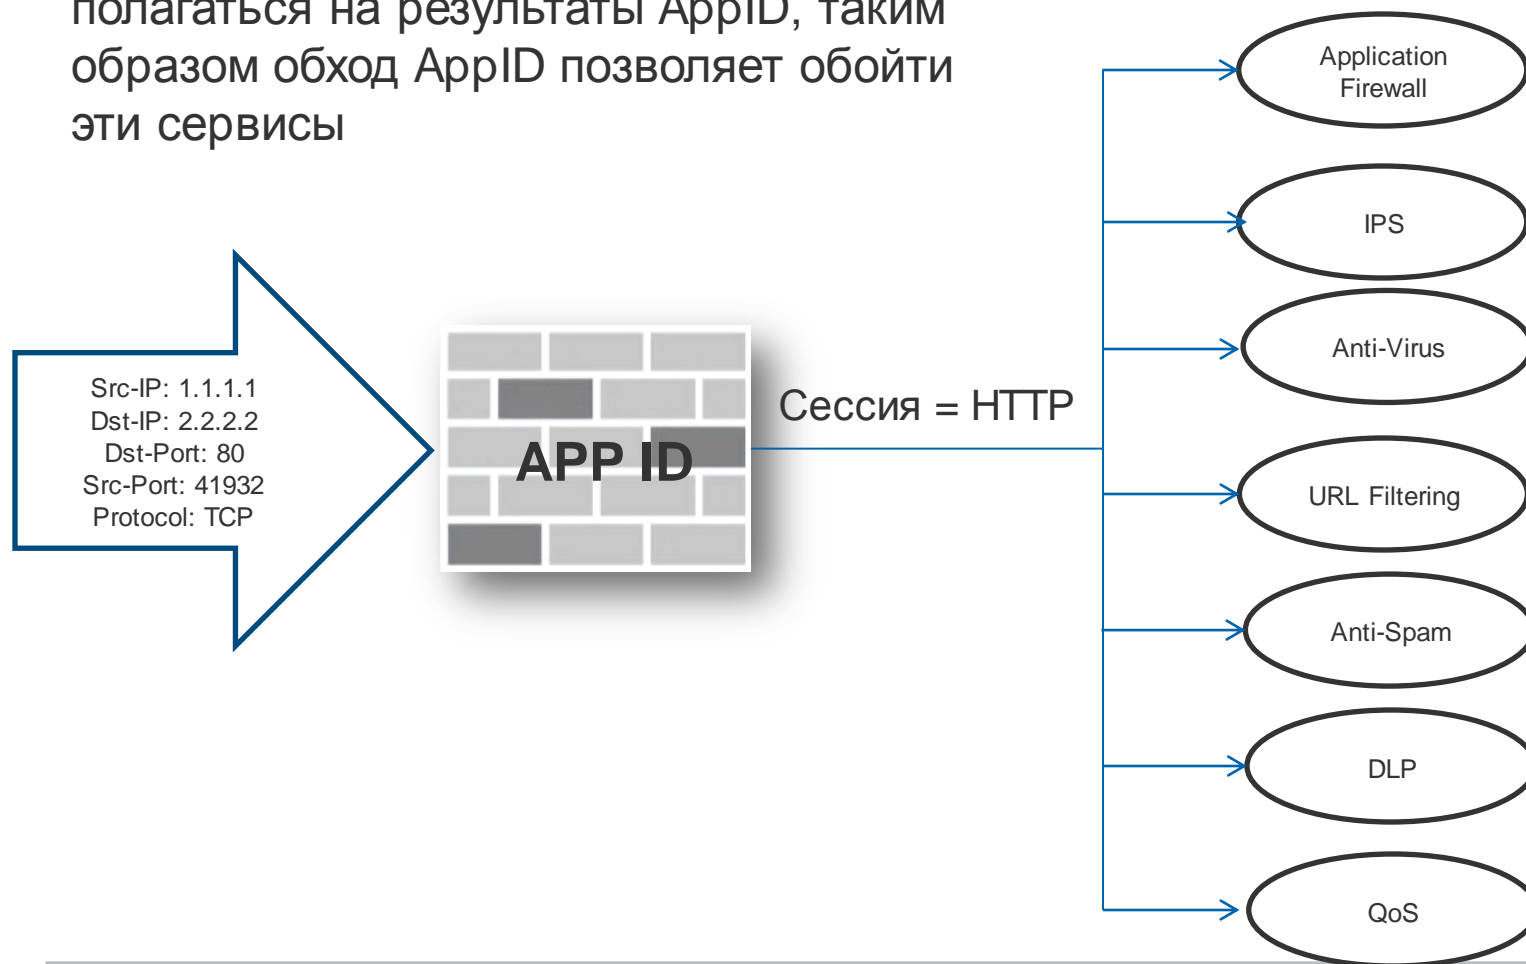 полагаться на результаты AppID, таким
образом обход AppID позволяет обойти
эти сервисы
Src-IP: 1.1.1.1
Dst-IP: 2.2.2.2
Dst-Port: 80
Src-Port: 41932
Protocol: TCP
APP ID
Сессия = HTTP
Application
Firewall
IPS
Anti-Virus
URL Filtering
Anti-Spam
DLP
QoS